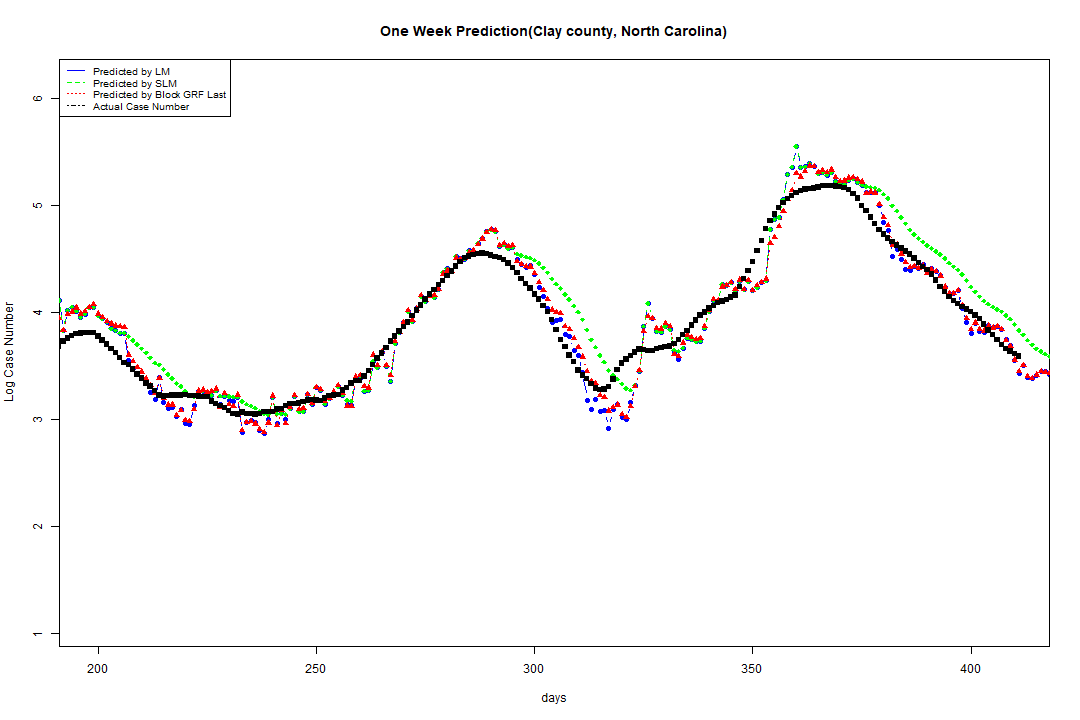 One Week Prediction(Clay county, North Carolina)
Predicted by LM
Predicted by SLM
Predicted by Block GRF Last
Actual Case Number
6
5
4
3
2
1
Log Case Number
200 250 300 350 400
days